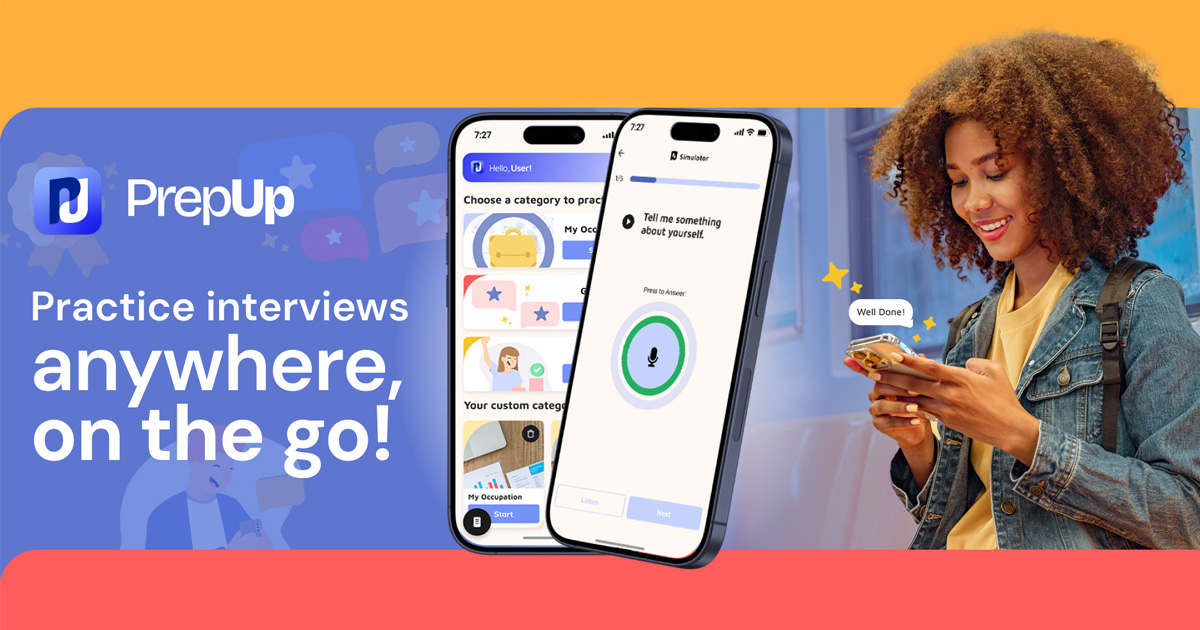 PrepUp
Practice interviews
anywhere,
on the go!
7:27
Hello, User!
Choose a category to prac
My Occ
Your custom catego
My Occupation
Start
7:27
Simulator
1/5
Tell me something
about yourself.
Press to Answer!
Listen
Next
Well Done!